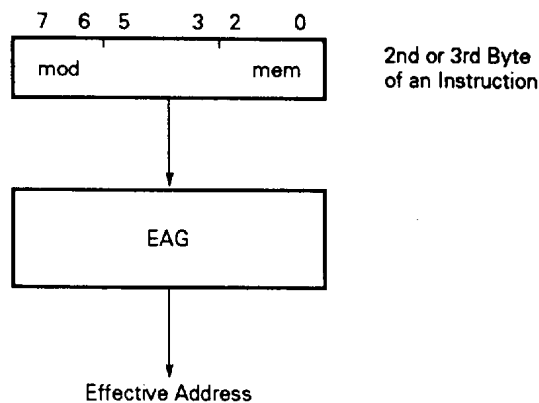 7 6 5 3 2 0
mod mem
2nd or 3rd Byte
of an Instruction
EAG
Effective Address